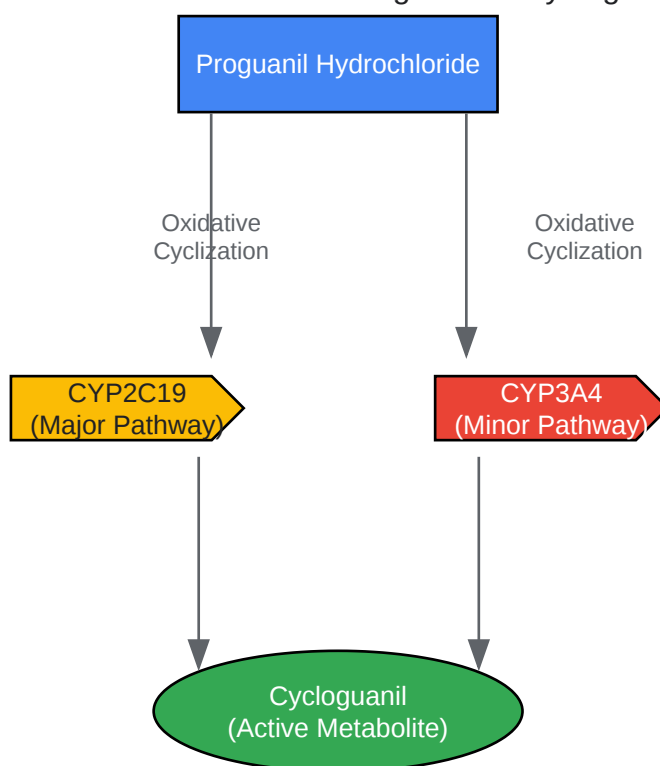 Proguanil Hydrochloride
Oxidative
Cyclization
Oxidative
Cyclization
CYP2C19
(Major Pathway)
CYP3A4
(Minor Pathway)
Cycloguanil
(Active Metabolite)